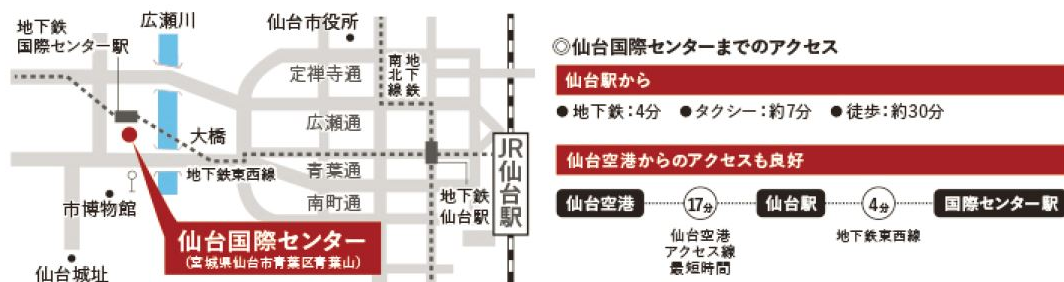 地下鉄
国際センター駅
広瀬川
仙台市役所
定禅寺通
地下鉄
南北線
広瀬通
大橋
地下鉄東西線
青葉通
南町通
JR仙台駅
地下鉄
仙台駅
市博物館
仙台城址
仙台国際センター
(宮城県仙台市青葉区青葉山)
◎仙台国際センターまでのアクセス
仙台駅から
●地下鉄:4分 ●タクシー:約7分 ●徒歩:約30分
仙台空港からのアクセスも良好
仙台空港 17分 仙台駅 4分 国際センター駅
仙台空港
アクセス線
最短時間
地下鉄東西線